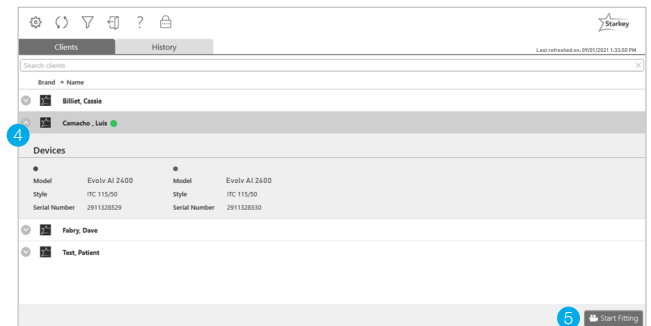 ?
Starkey
Clients
History
Last refreshed on: 09/01/2021 1:33:50 PM
Search clients
Brand
Name
Billiet, Cassie
4
Camacho , Luis
Devices
Model Evolv AI 2400 Model Evolv AI 2400
Style ITC 115/50 Style ITC 115/50
Serial Number 2911328529 Serial Number 2911328530
Fabry, Dave
Test, Patient
5
Start Fitting